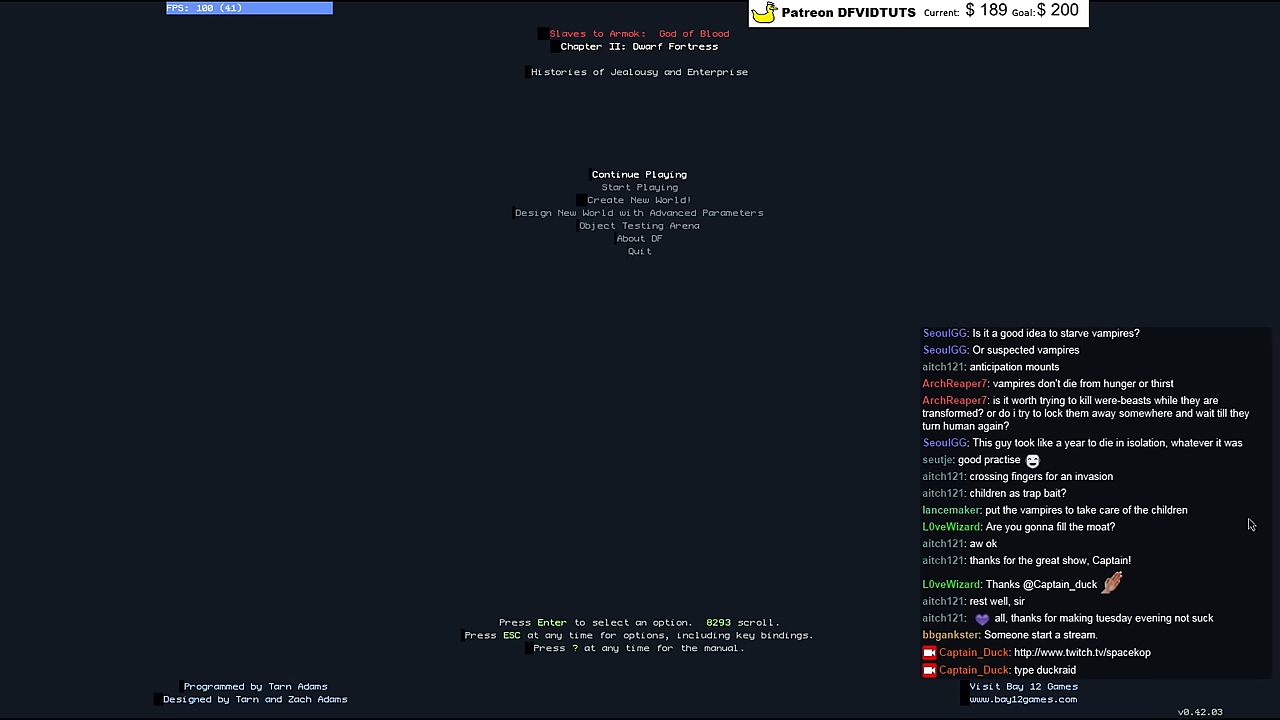 FPS: 100 (41)
Patreon DFVIDTUTS Current: $ 189 Goal: $ 200
Slaves to Armok: God of Blood
Chapter II: Dwarf Fortress
Histories of Jealousy and Enterprise
Continue Playing
Start Playing
Create New World!
Design New World with Advanced Parameters
Object Testing Arena
About DF
Quit
SeoulGG: Is it a good idea to starve vampires?
SeoulGG: Or suspected vampires
aitch121: anticipation mounts
ArchReaper7: vampires don't die from hunger or thirst
ArchReaper7: is it worth trying to kill were-beasts while they are
transformed? or do i try to lock them away somewhere and wait till they
turn human again?
SeoulGG: This guy took like a year to die in isolation, whatever it was
seutje: good practise
aitch121: crossing fingers for an invasion
aitch121: children as trap bait?
lancemaker: put the vampires to take care of the children
L0veWizard: Are you gonna fill the moat?
aitch121: aw ok
aitch121: thanks for the great show, Captain!
L0veWizard: Thanks @Captain_duck
aitch121: rest well, sir
aitch121: all, thanks for making tuesday evening not suck
bbgankster: Someone start a stream.
Captain_Duck: http://www.twitch.tv/spacekop
Captain_Duck: type duckraid
Press Enter to select an option. 8293 scroll.
Press ESC at any time for options, including key bindings.
Press ? at any time for the manual.
Programmed by Tarn Adams
Designed by Tarn and Zach Adams
Visit Bay 12 Games
www.bay12games.com
v0.42.03